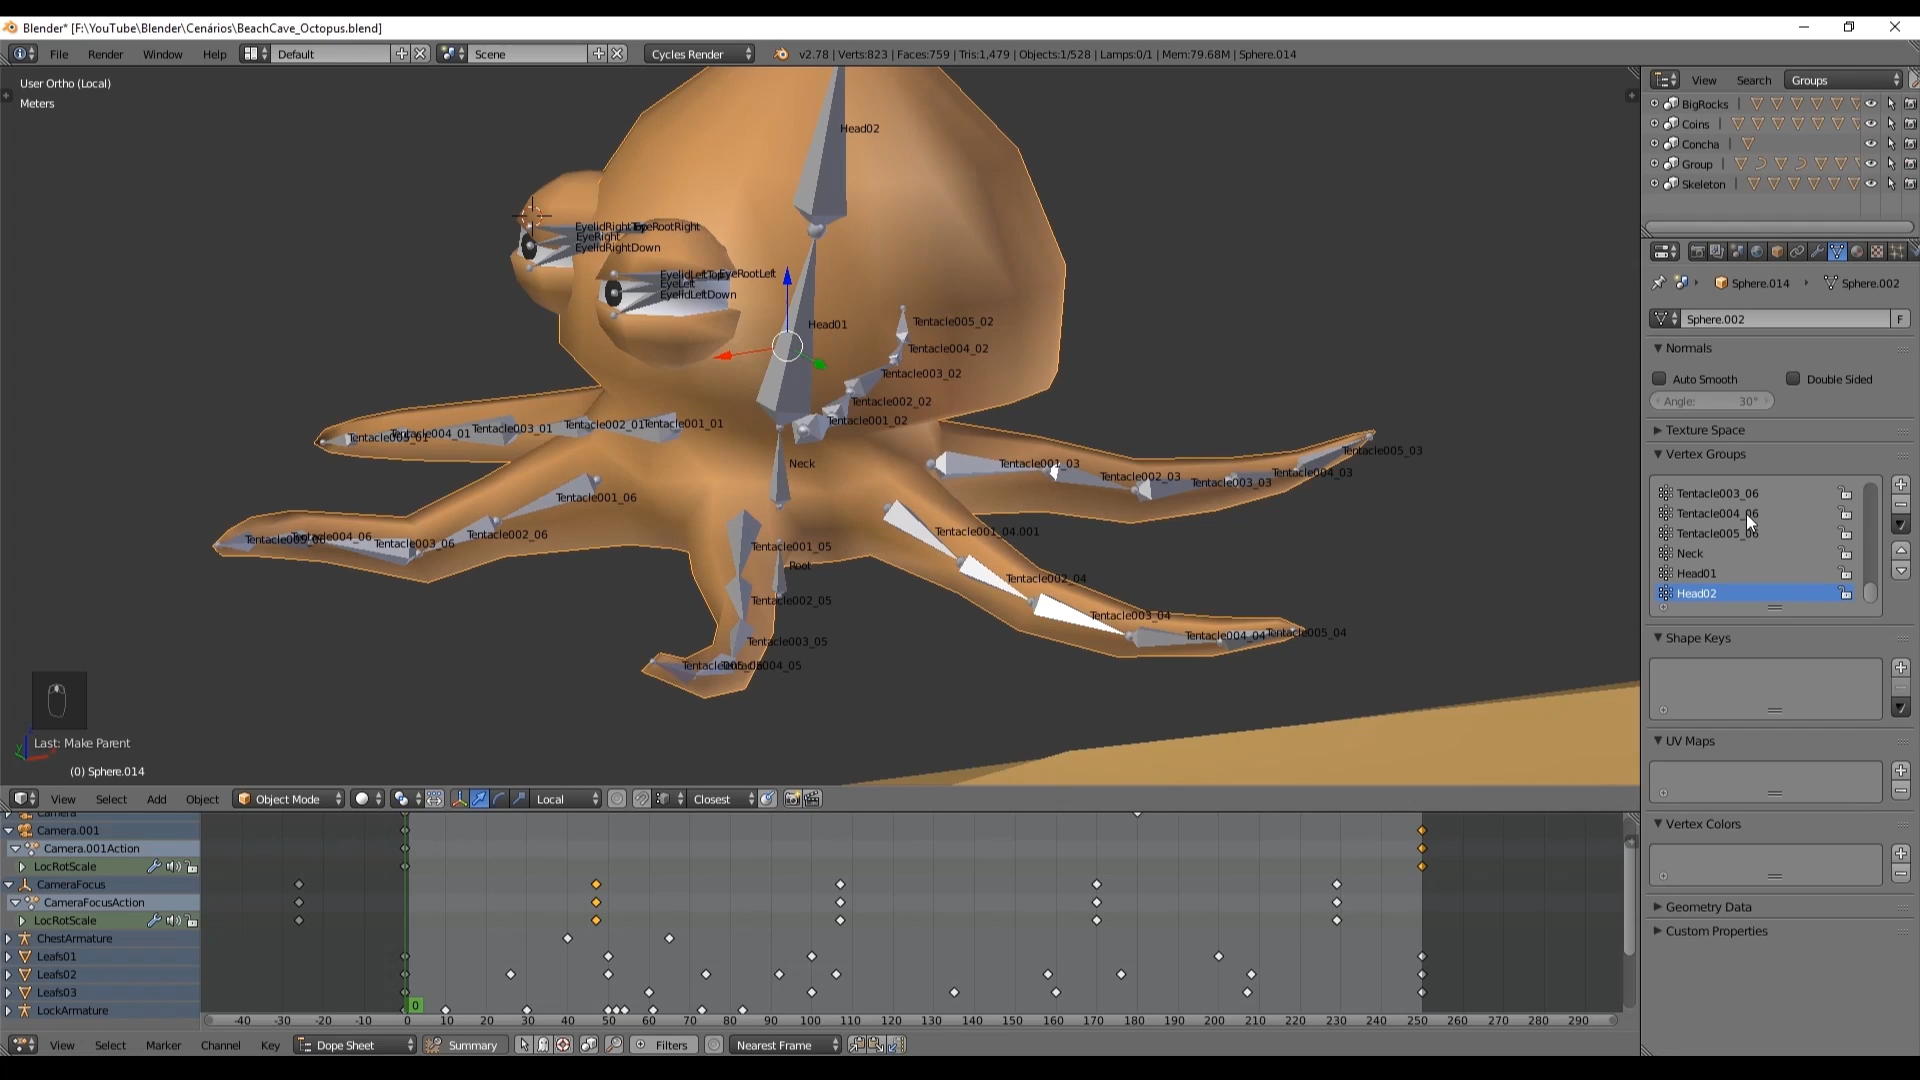 Blender* [F:\YouTube\Blender\Cenários\BeachCave_Octopus.blend]
File Render Window Help Default Scene Cycles Render v2.78 | Verts:823 | Faces:759 | Tris:1,479 | Objects:1/528 | Lamps:0/1 | Mem:79.68M | Sphere.014
User Ortho (Local)
Meters
View Search Groups
BigRocks
Coins
Concha
Group
Skeleton
Head02
EyeRootRight
EyeRight
EyelidRightDown
EyeRootLeft
EyeLeft
EyelidLeftDown
Head01
Tentacle005_02
Tentacle004_02
Tentacle003_02
Tentacle002_02
Tentacle001_02
Tentacle004_01 Tentacle003_01 Tentacle002_01 Tentacle001_01
Neck
Tentacle001_03 Tentacle002_03 Tentacle003_03 Tentacle004_03 Tentacle005_03
Tentacle001_06
Tentacle002_06
Tentacle003_06
Tentacle004_06
Tentacle001_05
Root
Tentacle002_05
Tentacle003_05
Tentacle001_04.001
Tentacle002_04
Tentacle003_04
Tentacle004_04 Tentacle005_04
Last: Make Parent
(0) Sphere.014
Sphere.014 Sphere.002
Sphere.002 F
Normals
Auto Smooth Double Sided
Angle: 30°
Texture Space
Vertex Groups
Tentacle003_06
Tentacle004_06
Tentacle005_06
Neck
Head01
Head02
Shape Keys
UV Maps
Vertex Colors
Geometry Data
Custom Properties
View Select Add Object Object Mode Local Closest
Camera
Camera.001
Camera.001Action
LocRotScale
CameraFocus
CameraFocusAction
LocRotScale
ChestArmature
Leafs01
Leafs02
Leafs03
LockArmature
0
-40 -30 -20 -10 0 10 20 30 40 50 60 70 80 90 100 110 120 130 140 150 160 170 180 190 200 210 220 230 240 250 260 270 280 290
View Select Marker Channel Key Dope Sheet Summary Filters Nearest Frame